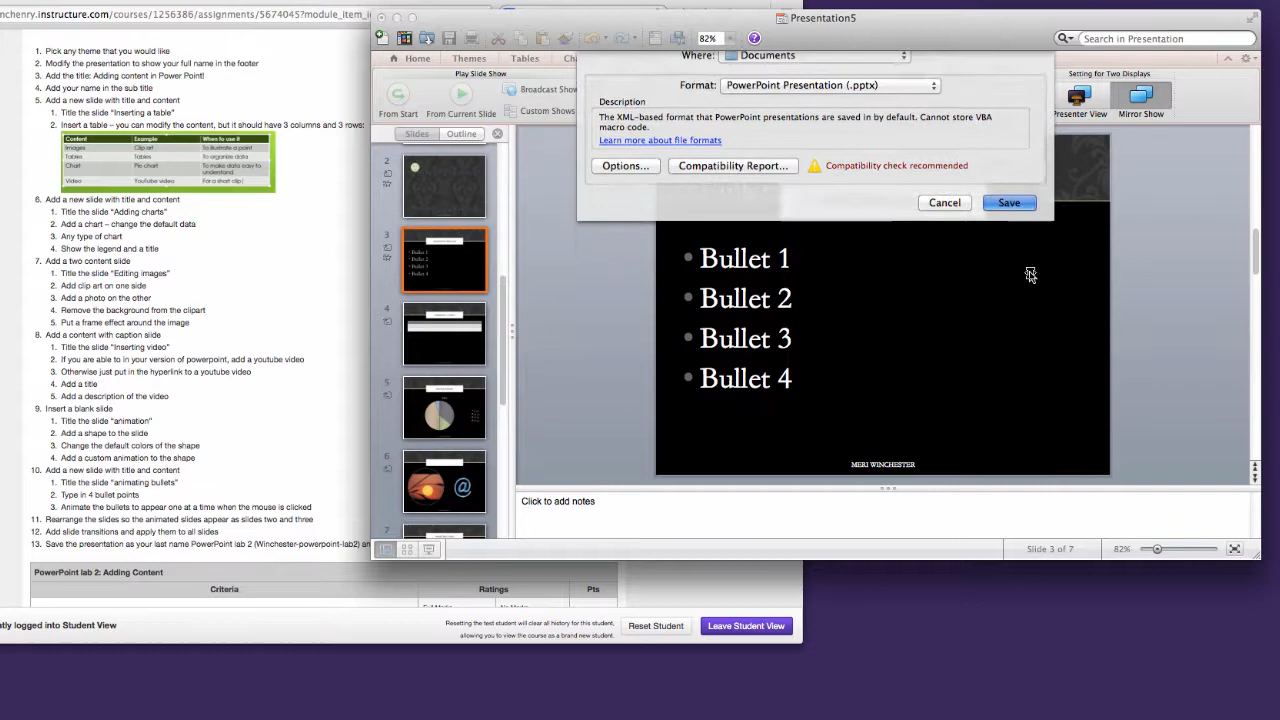 mchenry.instructure.com/courses/1256386/assignments/5674045?module_item_i
1. Pick any theme that you would like
2. Modify the presentation to show your full name in the footer
3. Add the title: Adding content in Power Point!
4. Add your name in the sub title
5. Add a new slide with title and content
1. Title the slide "Inserting a table"
2. Insert a table – you can modify the content, but it should have 3 columns and 3 rows:
Content Example When to use it
Images Clip art To illustrate a point
Tables Tables To organize data
Chart Pie chart To make data easy to
understand
Video YouTube video For a short clip
6. Add a new slide with title and content
1. Title the slide "Adding charts"
2. Add a chart – change the default data
3. Any type of chart
4. Show the legend and a title
7. Add a two content slide
1. Title the slide "Editing images"
2. Add clip art on one side
3. Add a photo on the other
4. Remove the background from the clipart
5. Put a frame effect around the image
8. Add a content with caption slide
1. Title the slide "Inserting video"
2. If you are able to in your version of powerpoint, add a youtube video
3. Otherwise just put in the hyperlink to a youtube video
4. Add a title
5. Add a description of the video
9. Insert a blank slide
1. Title the slide "animation"
2. Add a shape to the slide
3. Change the default colors of the shape
4. Add a custom animation to the shape
10. Add a new slide with title and content
1. Title the slide "animating bullets"
2. Type in 4 bullet points
3. Animate the bullets to appear one at a time when the mouse is clicked
11. Rearrange the slides so the animated slides appear as slides two and three
12. Add slide transitions and apply them to all slides
13. Save the presentation as your last name PowerPoint lab 2 (Winchester-powerpoint-lab2) an
PowerPoint lab 2: Adding Content
Criteria Ratings Pts
ntly logged into Student View
Resetting the test student will clear all history for this student,
allowing you to view the course as a brand new student.
Reset Student
Leave Student View
Presentation5
82%
Search in Presentation
Home Themes Tables Cha
Play Slide Show
From Start From Current Slide
Broadcast Show
Custom Shows
Setting for Two Displays
Presenter View Mirror Show
Slides Outline
2
3
Bullet 1
Bullet 2
Bullet 3
Bullet 4
4
5
6
@
7
Where: Documents
Format: PowerPoint Presentation (.pptx)
Description
The XML-based format that PowerPoint presentations are saved in by default. Cannot store VBA
macro code.
Learn more about file formats
Options... Compatibility Report... Compatibility check recommended
Cancel Save
Bullet 1
Bullet 2
Bullet 3
Bullet 4
MERI WINCHESTER
Click to add notes
Slide 3 of 7 82%